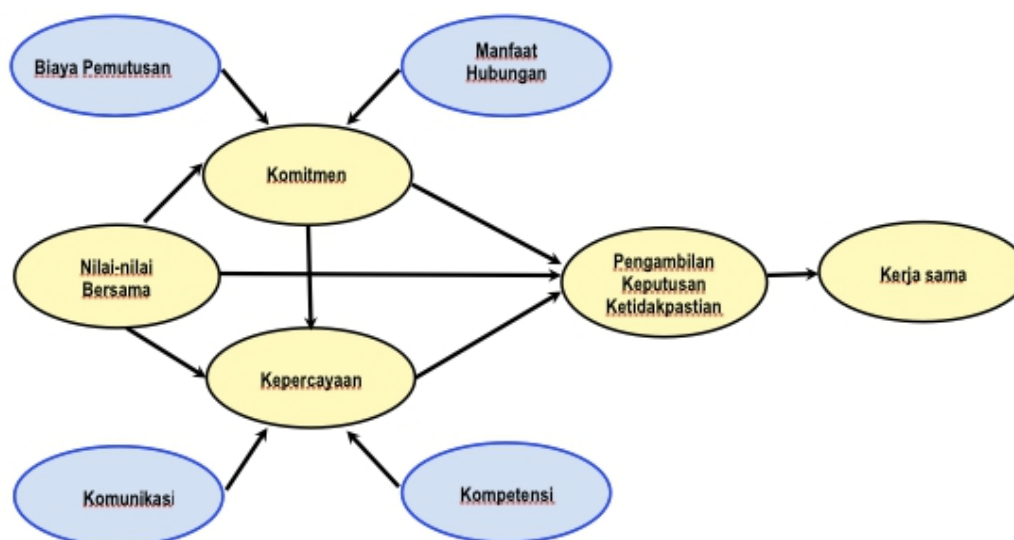 Biaya Pemutusan
Manfaat
Hubungan
Komitmen
Nilai-nilai
Bersama
Pengambilan
Keputusan
Ketidakpastian
Kerja sama
Kepercayaan
Komunikasi
Kompetensi